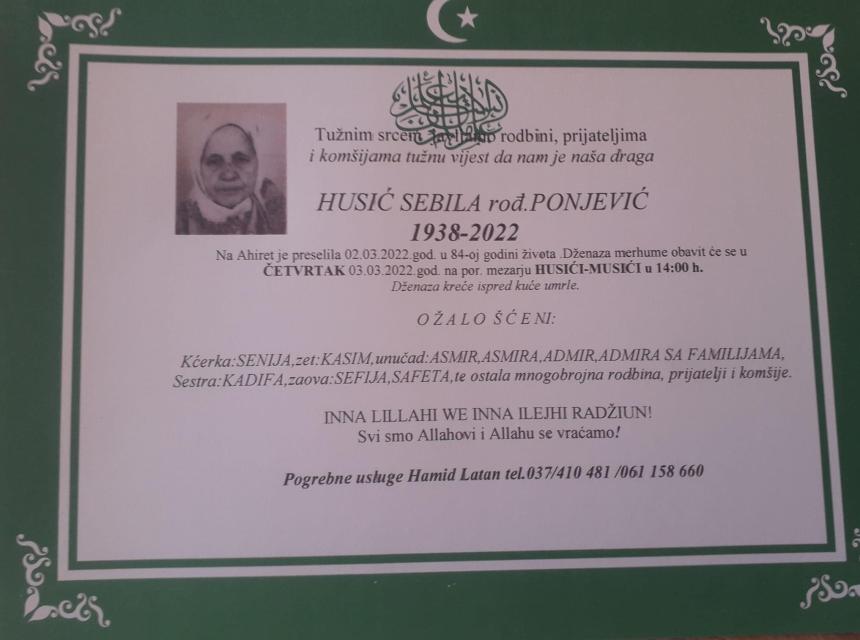 Tužnim srcem javljamo rodbini, prijateljima
i komšijama tužnu vijest da nam je naša draga
HUSIĆ SEBILA rođ.PONJEVIĆ
1938-2022
Na Ahiret je preselila 02.03.2022.god. u 84-oj godini života .Dženaza merhume obavit će se u
ČETVRTAK 03.03.2022.god. na por. mezarju HUSIĆI-MUSIĆI u 14:00 h.
Dženaza kreće ispred kuće umrle.
O Ž A L O Š Ć E N I:
Kćerka:SENIJA,zet:KASIM,unučad:ASMIR,ASMIRA,ADMIR,ADMIRA SA FAMILIJAMA,
Sestra:KADIFA,zaova:SEFIJA,SAFETA,te ostala mnogobrojna rodbina, prijatelji i komšije.
INNA LILLAHI WE INNA ILEJHI RADŽIUN!
Svi smo Allahovi i Allahu se vraćamo!
Pogrebne usluge Hamid Latan tel.037/410 481 /061 158 660